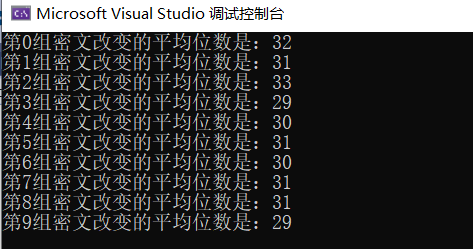 Microsoft Visual Studio 调试控制台
第0组密文改变的平均位数是：32
第1组密文改变的平均位数是：31
第2组密文改变的平均位数是：33
第3组密文改变的平均位数是：29
第4组密文改变的平均位数是：30
第5组密文改变的平均位数是：31
第6组密文改变的平均位数是：30
第7组密文改变的平均位数是：31
第8组密文改变的平均位数是：31
第9组密文改变的平均位数是：29